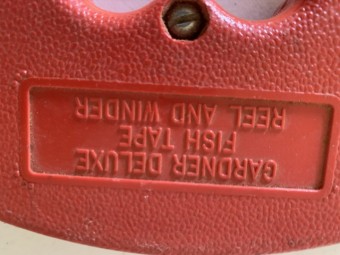 GARDNER DELUXE
FISH TAPE
REEL AND WINDER